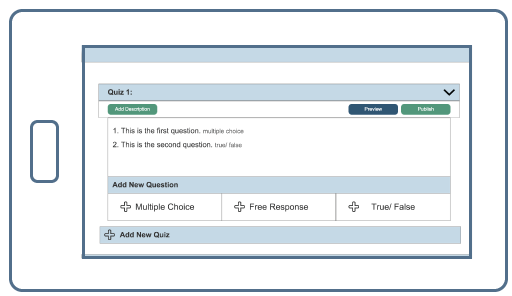 Quiz 1:
Add Description Preview Publish
1. This is the first question. multiple choice
2. This is the second question. true/ false
Add New Question
Multiple Choice Free Response True/ False
Add New Quiz